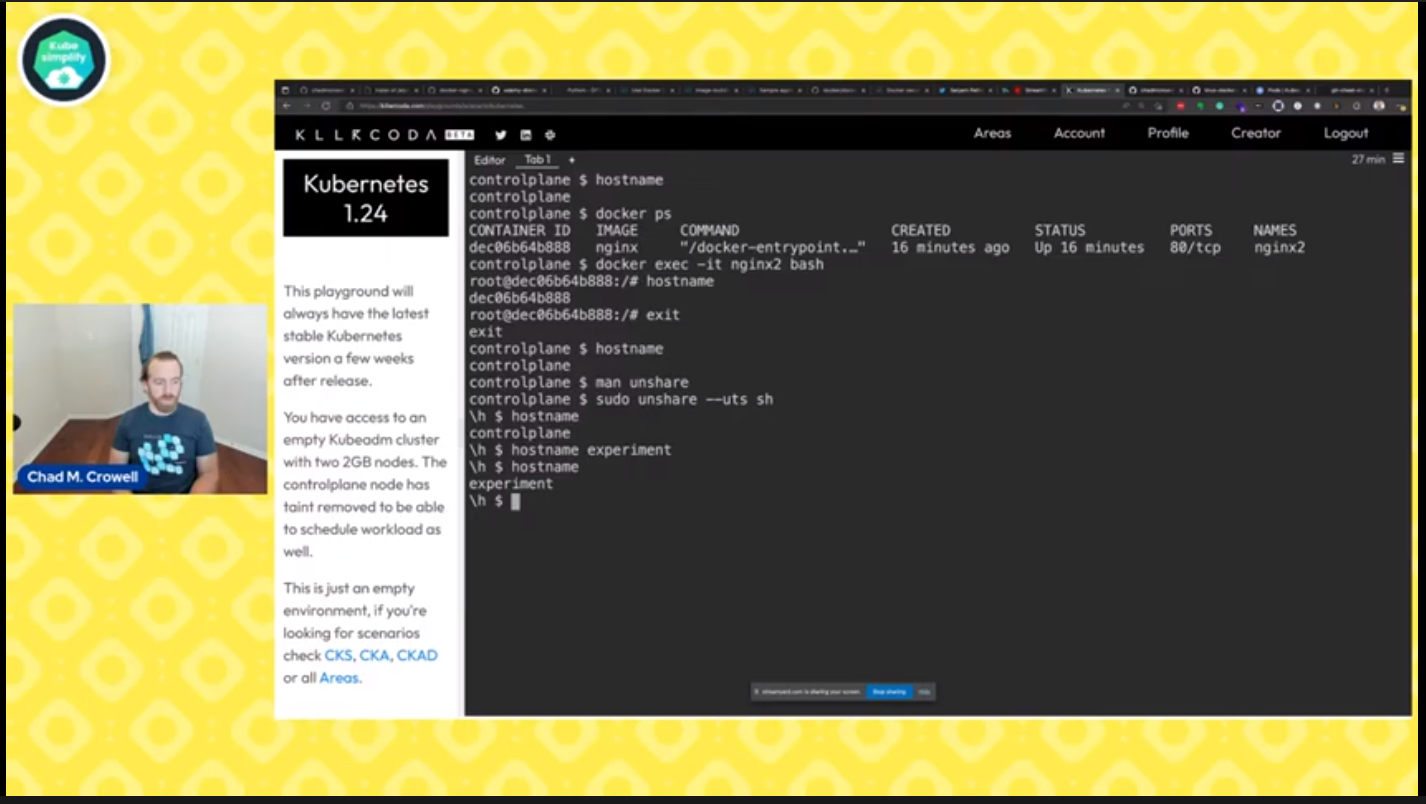 Kube
simplify
KLLRCODA BETA
Areas Account Profile Creator Logout
Kubernetes
1.24
This playground will
always have the latest
stable Kubernetes
version a few weeks
after release.
You have access to an
empty Kubeadm cluster
with two 2GB nodes. The
controlplane node has
taint removed to be able
to schedule workload as
well.
This is just an empty
environment, if you're
looking for scenarios
check CKS, CKA, CKAD
or all Areas.
Editor Tab 1 +
27 min
controlplane $ hostname
controlplane
controlplane $ docker ps
CONTAINER ID IMAGE COMMAND CREATED STATUS PORTS NAMES
dec06b64b888 nginx "/docker-entrypoint.…" 16 minutes ago Up 16 minutes 80/tcp nginx2
controlplane $ docker exec -it nginx2 bash
root@dec06b64b888:/# hostname
dec06b64b888
root@dec06b64b888:/# exit
exit
controlplane $ hostname
controlplane
controlplane $ man unshare
controlplane $ sudo unshare --uts sh
\h $ hostname
controlplane
\h $ hostname experiment
\h $ hostname
experiment
\h $
Chad M. Crowell
is sharing your screen. Stop sharing Hide